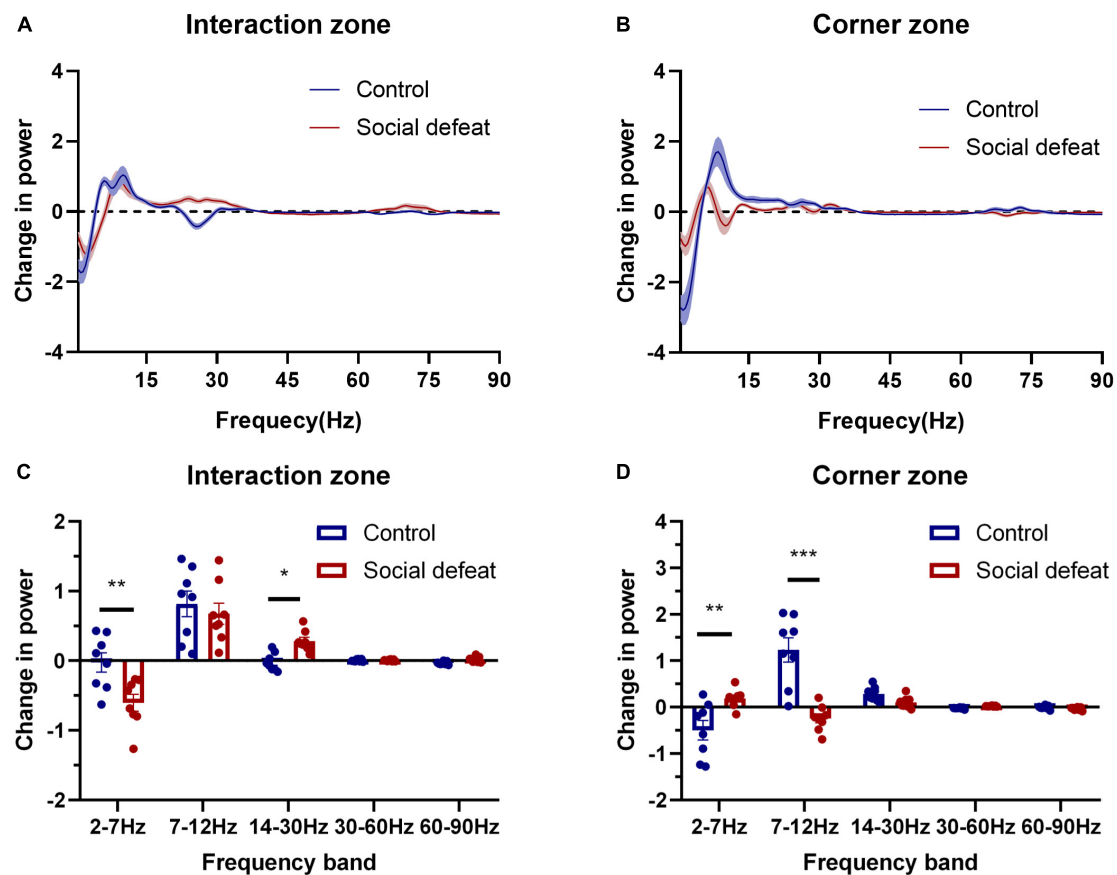 A
Interaction zone
4
2
0
-2
-4
Change in power
Control
Social defeat
15
30
45
60
75
90
Frequecy(Hz)
B
Corner zone
4
2
0
-2
-4
Change in power
Control
Social defeat
15
30
45
60
75
90
Frequecy(Hz)
C
Interaction zone
2
1
0
-1
-2
Change in power
Control
Social defeat
**
*
2-7Hz
7-12Hz
14-30Hz
30-60Hz
60-90Hz
Frequency band
D
Corner zone
4
3
2
1
0
-1
-2
Change in power
Control
Social defeat
**
***
2-7Hz
7-12Hz
14-30Hz
30-60Hz
60-90Hz
Frequency band